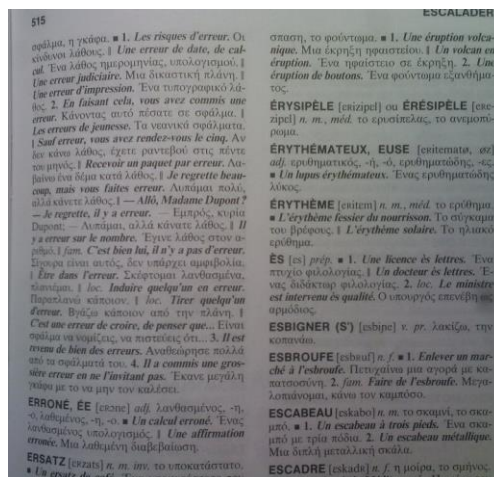 515
ESCALADER
σφάλμα, η γκάφα. ■ 1. Les risques d'erreur. Οι
κίνδυνοι λάθους. || Une erreur de date, de cal-
cul. Ένα λάθος ημερομηνίας, υπολογισμού. ||
Une erreur judiciaire. Μια δικαστική πλάνη. ||
Une erreur d'impression. Ένα τυπογραφικό λά-
θος. 2. En faisant cela, vous avez commis une
erreur. Κάνοντας αυτό πέσατε σε σφάλμα. ||
Les erreurs de jeunesse. Τα νεανικά σφάλματα.
|| Sauf erreur, vous avez rendez-vous le cinq. Αν
δεν κάνω λάθος, έχετε ραντεβού στις πέντε
του μηνός. || Recevoir un paquet par erreur. Λα-
βαίνω ένα δέμα κατά λάθος. || Je regrette beau-
coup, mais vous faites erreur. Λυπάμαι πολύ,
αλλά κάνετε λάθος. || — Allô, Madame Dupont ?
— Je regrette, il y a erreur. — Εμπρός, κυρία
Dupont; — Λυπάμαι, αλλά κάνατε λάθος. || Il
y a erreur sur le nombre. Έγινε λάθος στον α-
ριθμό. | fam. C'est bien lui, il n'y a pas d'erreur.
Σίγουρα είναι αυτός, δεν υπάρχει αμφιβολία.
|| Être dans l'erreur. Σκέφτομαι λανθασμένα,
πλανιέμαι. | loc. Induire quelqu'un en erreur.
Παραπλανώ κάποιον. | loc. Tirer quelqu'un
d'erreur. Βγάζω κάποιον από την πλάνη. ||
C'est une erreur de croire, de penser que... Είναι
σφάλμα να νομίζεις, να πιστεύεις ότι... 3. Il est
revenu de bien des erreurs. Αναθεώρησε πολλά
από τα σφάλματά του. 4. Il a commis une gros-
sière erreur en ne l'invitant pas. Έκανε μεγάλη
γκάφα με το να μην τον καλέσει.
ERRONÉ, ÉE [ɛʀɔne] adj. λανθασμένος, -η,
-ο, λαθεμένος, -η, -ο. ■ Un calcul erroné. Ένας
λανθασμένος υπολογισμός. || Une affirmation
erronée. Μια λαθεμένη διαβεβαίωση.
ERSATZ [ɛʀzats] n. m. inv. το υποκατάστατο.
σπαση, το φούντωμα. ■ 1. Une éruption volca-
nique. Μια έκρηξη ηφαιστείου. || Un volcan en
éruption. Ένα ηφαίστειο σε έκρηξη. 2. Une
éruption de boutons. Ένα φούντωμα εξανθήμα-
τος.
ÉRYSIPÈLE [eʀizipɛl] ou ÉRÉSIPÈLE [eʀe-
zipɛl] n. m., méd. το ερυσίπελας, το ανεμοπύ-
ρωμα.
ÉRYTHÉMATEUX, EUSE [eʀitematø, øz]
adj. ερυθηματικός, -ή, -ό, ερυθηματώδης, -ες.
■ Un lupus érythémateux. Ένας ερυθηματώδης
λύκος.
ÉRYTHÈME [eʀitɛm] n. m., méd. το ερύθημα.
■ L'érythème fessier du nourrisson. Το σύγκαμα
του βρέφους. || L'érythème solaire. Το ηλιακό
ερύθημα.
ÈS [ɛs] prép. ■ 1. Une licence ès lettres. Ένα
πτυχίο φιλολογίας. || Un docteur ès lettres. Έ-
νας διδάκτωρ φιλολογίας. 2. loc. Le ministre
est intervenu ès qualité. Ο υπουργός επενέβη ως
αρμόδιος.
ESBIGNER (S') [ɛsbiɲe] v. pr. λακίζω, την
κοπανάω.
ESBROUFE [ɛsbʀuf] n. f. ■ 1. Enlever un mar-
ché à l'esbroufe. Πετυχαίνω μια αγορά με κα-
πατσοσύνη. 2. fam. Faire de l'esbroufe. Μεγα-
λοπιάνομαι, κάνω τον καμπόσο.
ESCABEAU [ɛskabo] n. m. το σκαμνί, το σκα-
μπό. ■ 1. Un escabeau à trois pieds. Ένα σκα-
μπό με τρία πόδια. 2. Un escabeau métallique.
Μια διπλή μεταλλική σκάλα.
ESCADRE [ɛskadʀ] n. f. η μοίρα, το σμήνος.